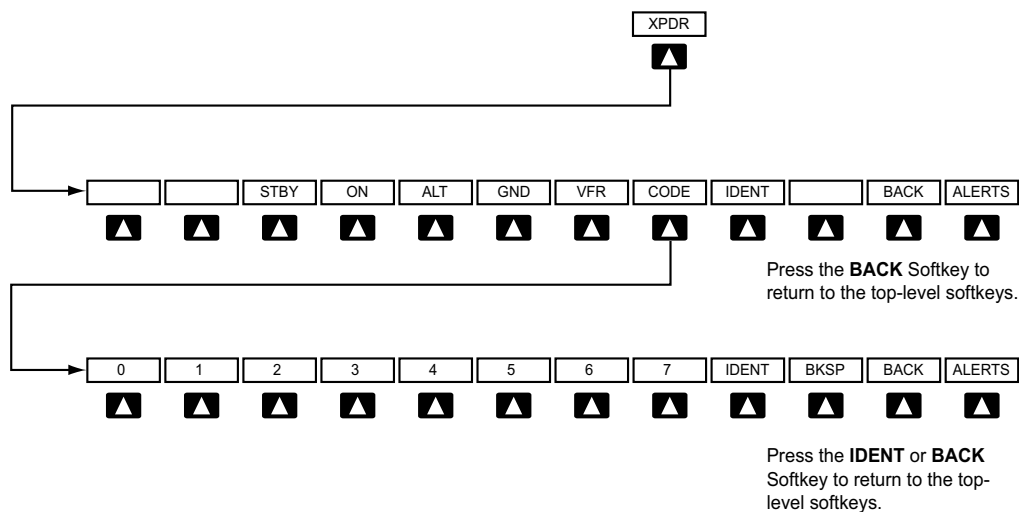 XPDR
STBY ON ALT GND VFR CODE IDENT BACK ALERTS
Press the BACK Softkey to
return to the top-level softkeys.
0 1 2 3 4 5 6 7 IDENT BKSP BACK ALERTS
Press the IDENT or BACK
Softkey to return to the top-
level softkeys.